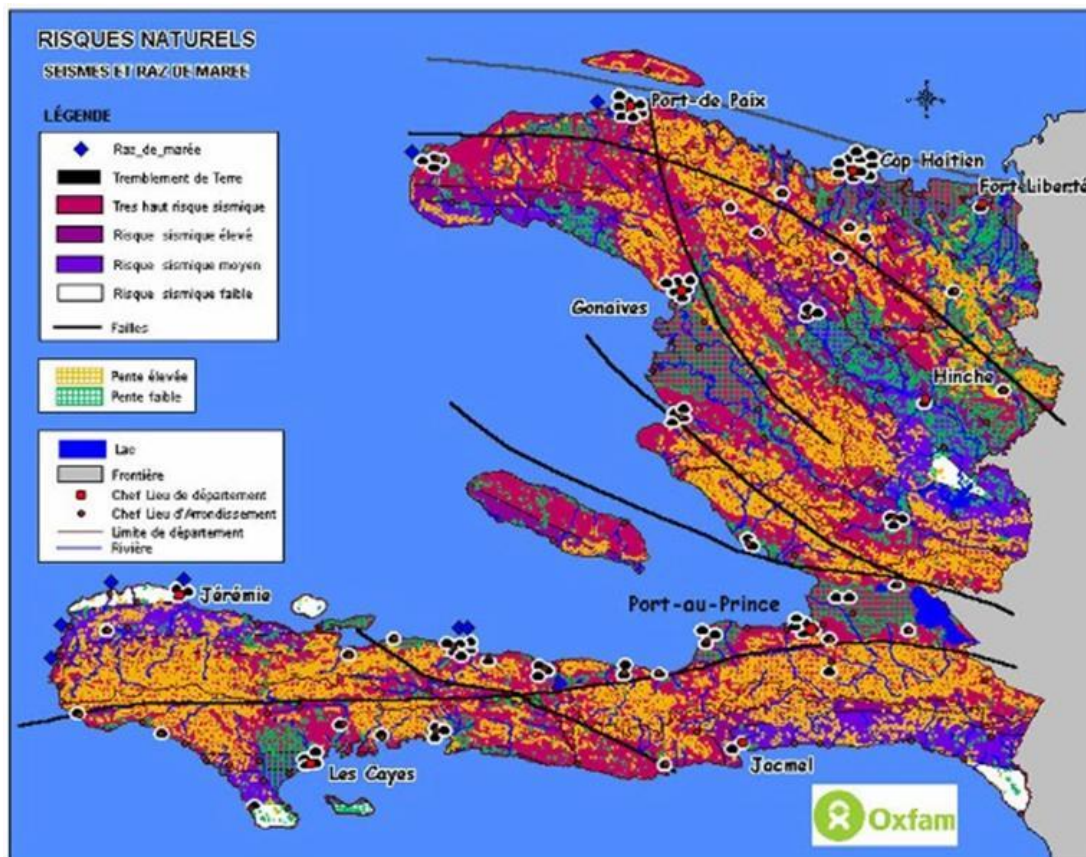 RISQUES NATURELS
SEISMES ET RAZ DE MAREE
LÉGENDE
Ras_de_marée
Tremblement de Terre
Tres haut risque sismique
Risque sismique élevé
Risque sismique moyen
Risque sismique faible
Failles
Pente élevée
Pente faible
Lac
Frontière
Chef Lieu de département
Chef Lieu d'Arrondissement
Limite de département
Rivière
Port-de Paix
Cap Haitien
Fort-Liberté
Gonaives
Hinche
Port-au-Prince
Jérémie
Les Cayes
Jacmel
Oxfam